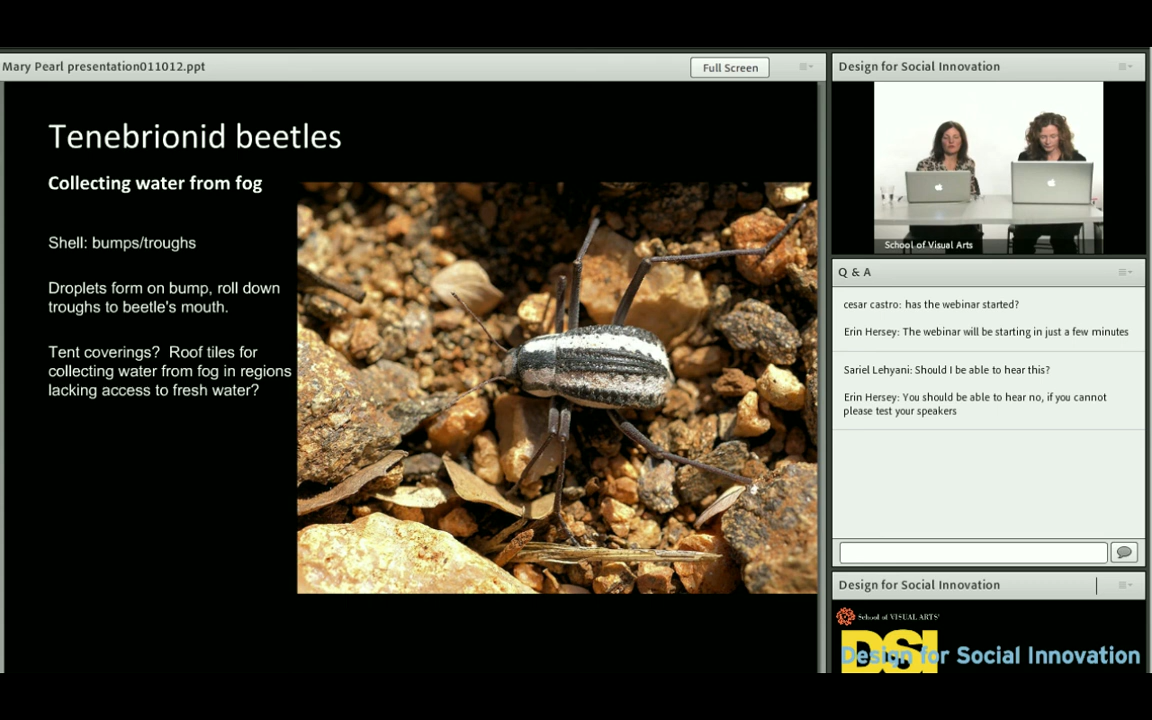 Mary Pearl presentation011012.ppt
Full Screen
Tenebrionid beetles
Collecting water from fog
Shell: bumps/troughs
Droplets form on bump, roll down
troughs to beetle's mouth.
Tent coverings?  Roof tiles for
collecting water from fog in regions
lacking access to fresh water?
Design for Social Innovation
School of Visual Arts
Q & A
cesar castro: has the webinar started?
Erin Hersey: The webinar will be starting in just a few minutes
Sariel Lehyani: Should I be able to hear this?
Erin Hersey: You should be able to hear no, if you cannot
please test your speakers
Design for Social Innovation
School of VISUAL ARTS
DSI
Design for Social Innovation